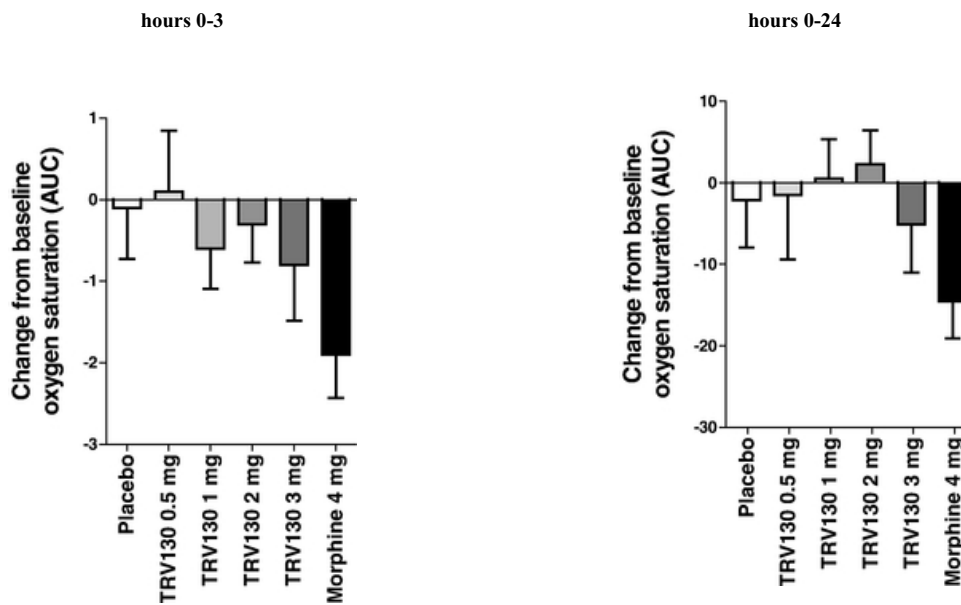 hours 0-3
Change from baseline
oxygen saturation (AUC)
1
0
-1
-2
-3
Placebo
TRV130 0.5 mg
TRV130 1 mg
TRV130 2 mg
TRV130 3 mg
Morphine 4 mg
hours 0-24
Change from baseline
oxygen saturation (AUC)
10
0
-10
-20
-30
Placebo
TRV130 0.5 mg
TRV130 1 mg
TRV130 2 mg
TRV130 3 mg
Morphine 4 mg